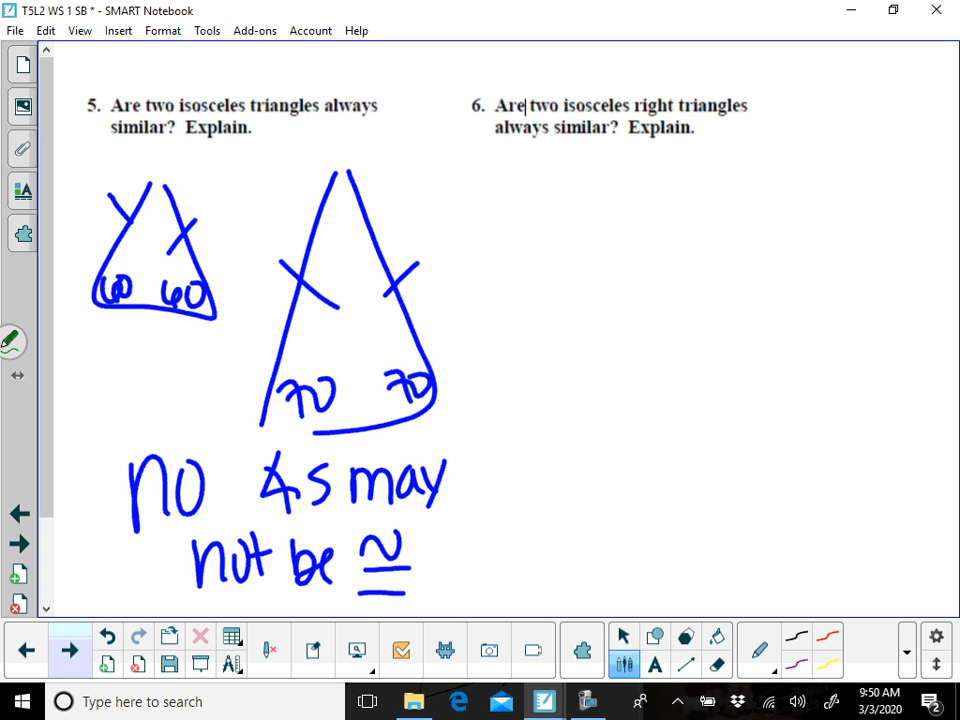 T5L2 WS 1 SB * - SMART Notebook
File Edit View Insert Format Tools Add-ons Account Help
5. Are two isosceles triangles always
similar? Explain.
60 60
70 70
no ∡s may
not be ≅
6. Are two isosceles right triangles
always similar? Explain.
Type here to search
9:50 AM
3/3/2020
2